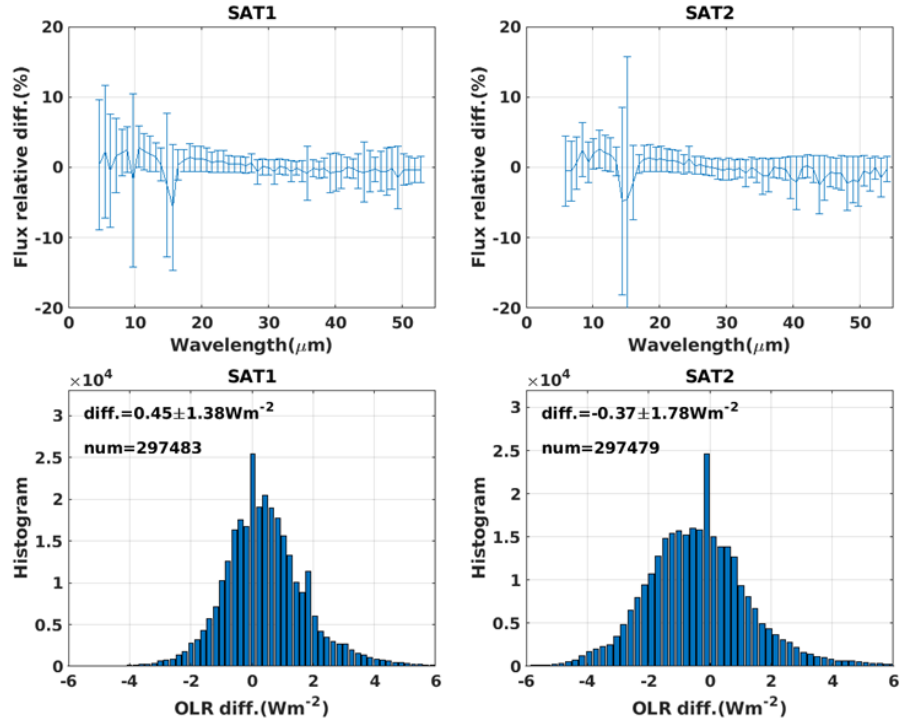 SAT1
20
10
0
-10
-20
Flux relative diff.(%)
0 10 20 30 40 50
Wavelength(μm)
SAT2
20
10
0
-10
-20
Flux relative diff.(%)
0 10 20 30 40 50
Wavelength(μm)
×10⁴
SAT1
diff.=0.45±1.38Wm⁻²
num=297483
3
2.5
2
1.5
1
0.5
0
Histogram
-6 -4 -2 0 2 4 6
OLR diff.(Wm⁻²)
×10⁴
SAT2
diff.=-0.37±1.78Wm⁻²
num=297479
3
2.5
2
1.5
1
0.5
0
Histogram
-6 -4 -2 0 2 4 6
OLR diff.(Wm⁻²)